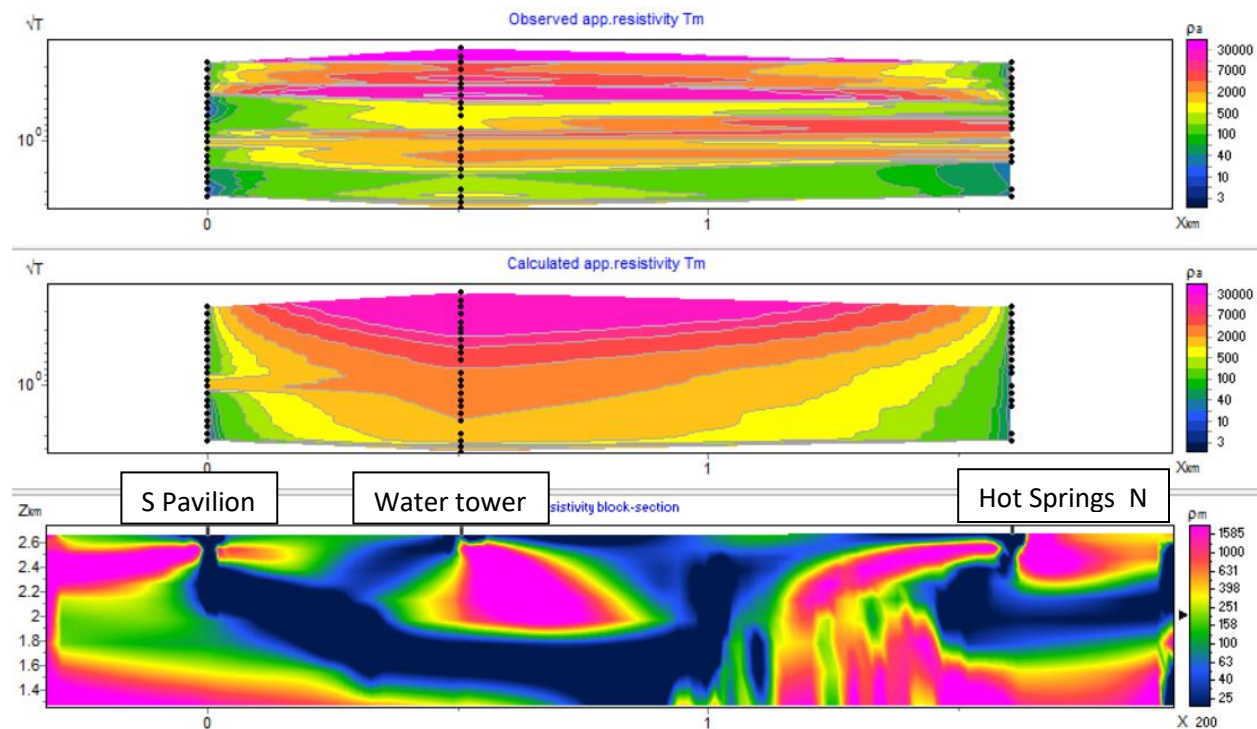 Observed app.resistivity Tm
√T
ρa
30000
7000
2000
500
100
40
10
3
10⁰
0
1
Xkm
Calculated app.resistivity Tm
√T
ρa
30000
7000
2000
500
100
40
10
3
10⁰
0
1
Xkm
S Pavilion
Water tower
Hot Springs N
Zkm
sistivity block-section
ρm
2.6
2.4
2.2
2
1.8
1.6
1.4
1585
1000
631
398
251
158
100
63
40
25
0
1
X 200